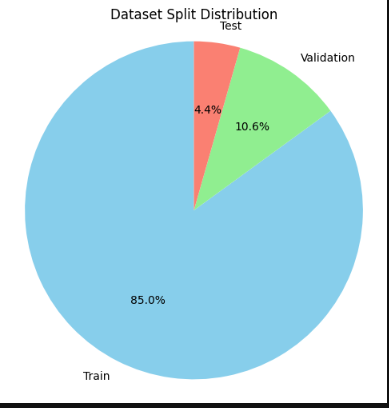 Dataset Split Distribution
Test
Validation
4.4%
10.6%
85.0%
Train